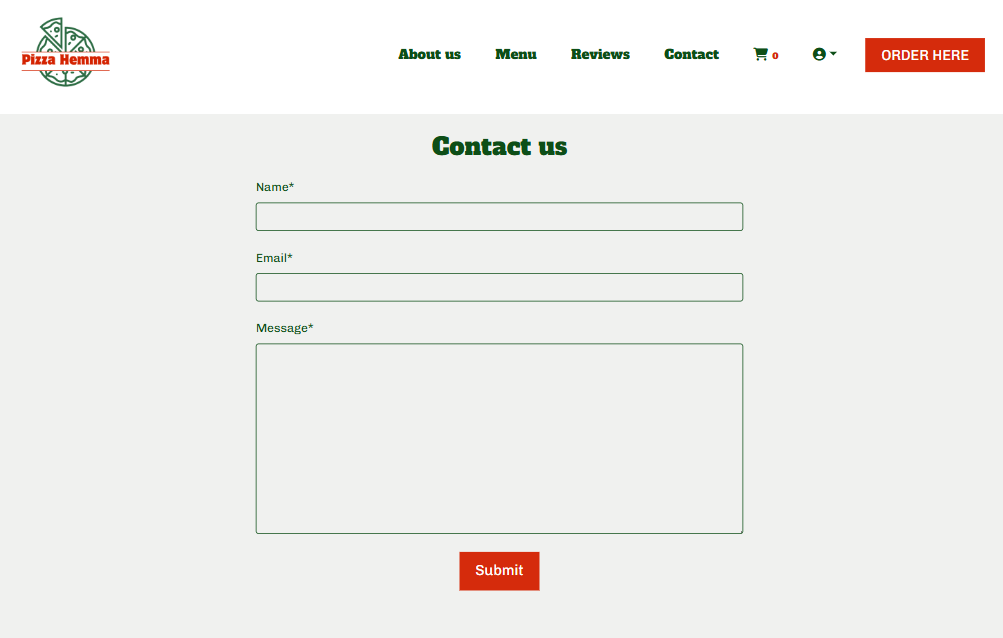 Pizza Hemma
About us Menu Reviews Contact 0 ORDER HERE
Contact us
Name*
Email*
Message*
Submit